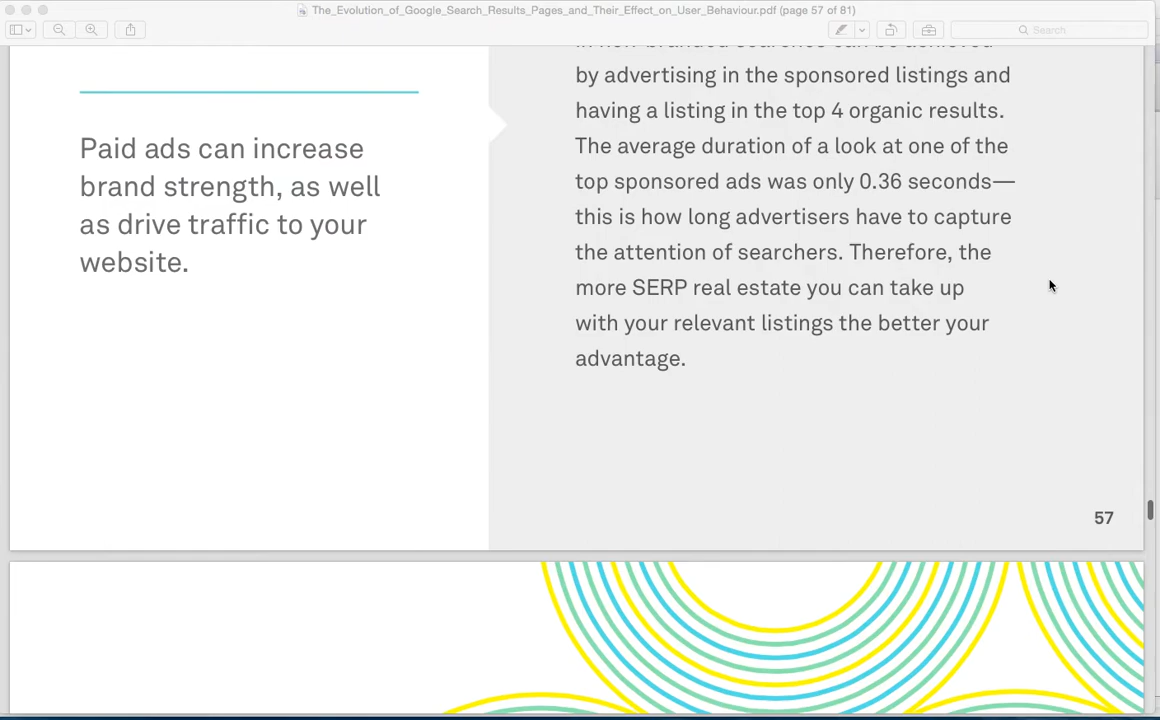 The_Evolution_of_Google_Search_Results_Pages_and_Their_Effect_on_User_Behaviour.pdf (page 57 of 81)
Search
Paid ads can increase
brand strength, as well
as drive traffic to your
website.
by advertising in the sponsored listings and
having a listing in the top 4 organic results.
The average duration of a look at one of the
top sponsored ads was only 0.36 seconds—
this is how long advertisers have to capture
the attention of searchers. Therefore, the
more SERP real estate you can take up
with your relevant listings the better your
advantage.
57